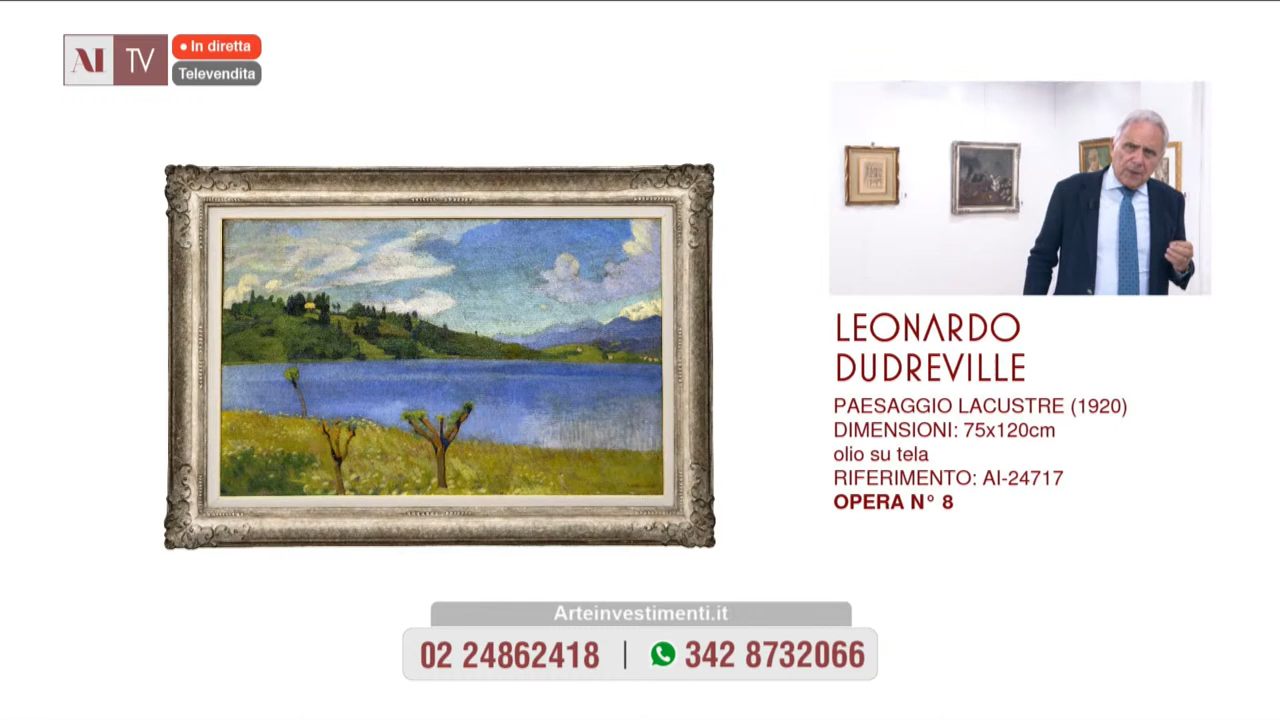 AI TV
• In diretta
Televendita
LEONARDO
DUDREVILLE
PAESAGGIO LACUSTRE (1920)
DIMENSIONI: 75x120cm
olio su tela
RIFERIMENTO: AI-24717
OPERA N° 8
Arteinvestimenti.it
02 24862418 | 342 8732066